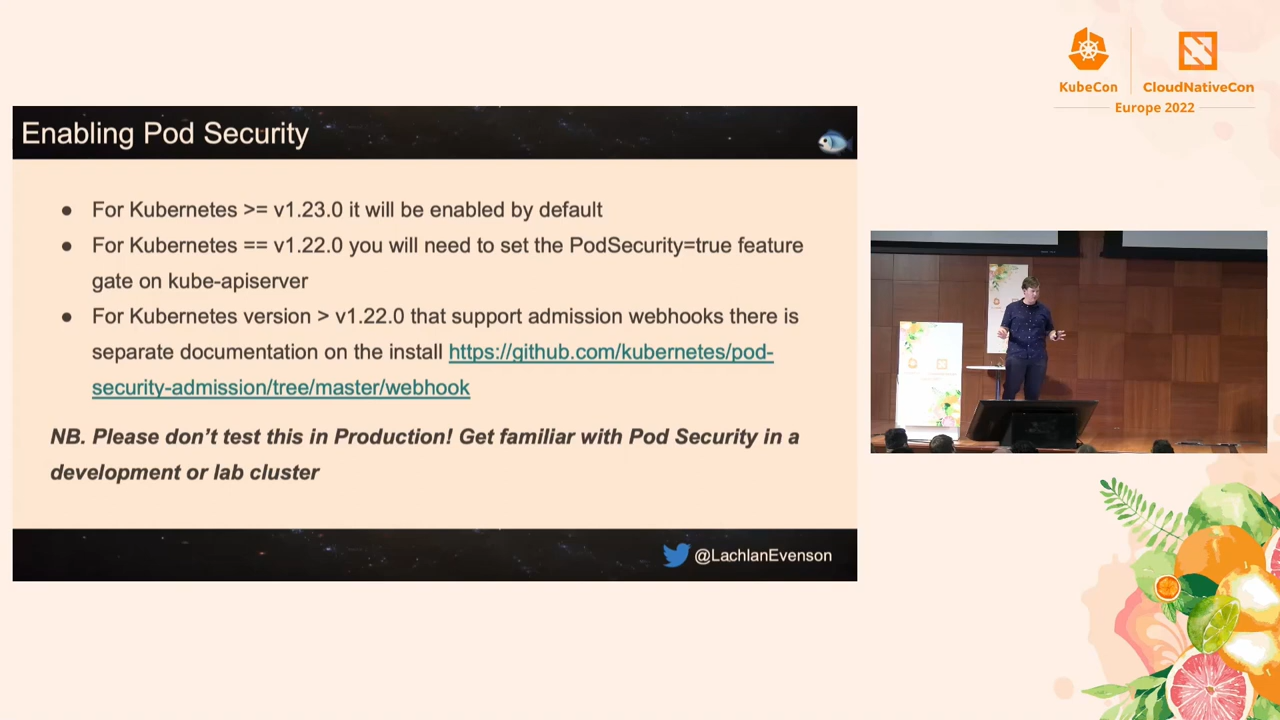 KubeCon
CloudNativeCon
Europe 2022
Enabling Pod Security
● For Kubernetes >= v1.23.0 it will be enabled by default
● For Kubernetes == v1.22.0 you will need to set the PodSecurity=true feature
gate on kube-apiserver
● For Kubernetes version > v1.22.0 that support admission webhooks there is
separate documentation on the install https://github.com/kubernetes/pod-
security-admission/tree/master/webhook
NB. Please don't test this in Production! Get familiar with Pod Security in a
development or lab cluster
@LachlanEvenson